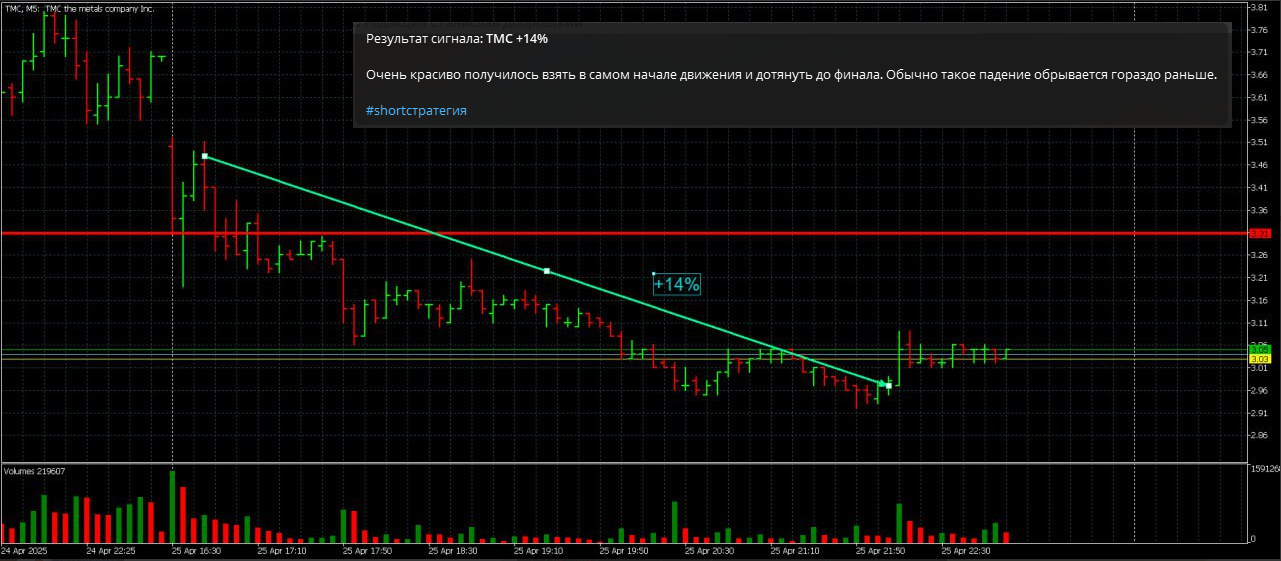 TMC, M5: TMC the metals company Inc.
Результат сигнала: TMC +14%
Очень красиво получилось взять в самом начале движения и дотянуть до финала. Обычно такое падение обрывается гораздо раньше.
#shortстратегия
+14%
3.81
3.76
3.71
3.66
3.61
3.56
3.51
3.46
3.41
3.36
3.31
3.26
3.21
3.16
3.11
3.03
3.01
2.96
2.91
2.86
Volumes 219607
159126
0
24 Apr 2025
24 Apr 22:25
25 Apr 16:30
25 Apr 17:10
25 Apr 17:50
25 Apr 18:30
25 Apr 19:10
25 Apr 19:50
25 Apr 20:30
25 Apr 21:10
25 Apr 21:50
25 Apr 22:30